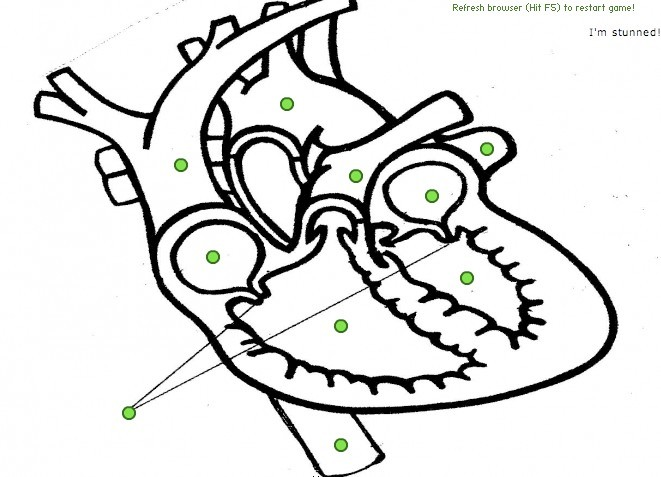 Refresh browser (Hit F5) to restart game!
I'm stunned!